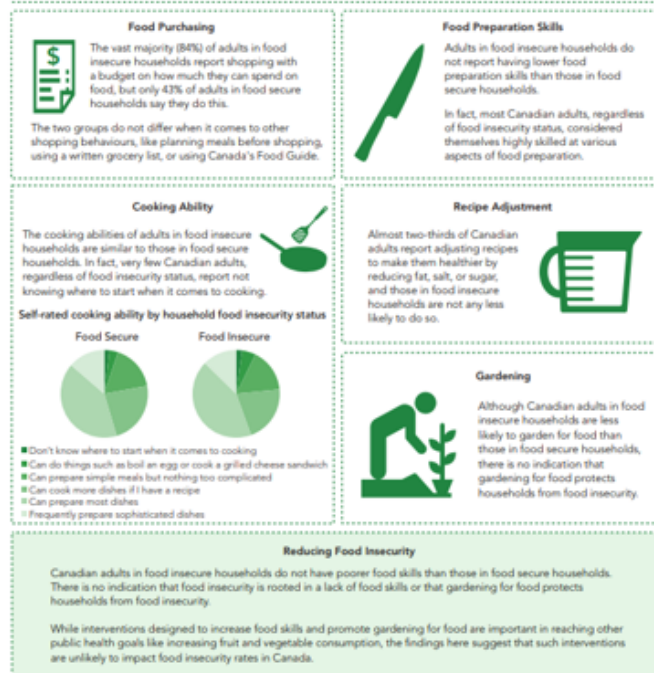 Food Purchasing
$
The vast majority (84%) of adults in food
insecure households report shopping with
a budget on how much they can spend on
food, but only 43% of adults in food secure
households say they do this.
The two groups do not differ when it comes to other
shopping behaviours, like planning meals before shopping,
using a written grocery list, or using Canada's Food Guide.
Food Preparation Skills
Adults in food insecure households do
not report having lower food
preparation skills than those in food
secure households.
In fact, most Canadian adults, regardless
of food insecurity status, considered
themselves highly skilled at various
aspects of food preparation.
Cooking Ability
The cooking abilities of adults in food insecure
households are similar to those in food secure
households. In fact, very few Canadian adults,
regardless of food insecurity status, report not
knowing where to start when it comes to cooking.
Self-rated cooking ability by household food insecurity status
Food Secure
Food Insecure
Don't know where to start when it comes to cooking
Can do things such as boil an egg or cook a grilled cheese sandwich
Can prepare simple meals but nothing too complicated
Can cook more dishes if I have a recipe
Can prepare most dishes
Frequently prepare sophisticated dishes
Recipe Adjustment
Almost two-thirds of Canadian
adults report adjusting recipes
to make them healthier by
reducing fat, salt, or sugar,
and those in food insecure
households are not any less
likely to do so.
Gardening
Although Canadian adults in food
insecure households are less
likely to garden for food than
those in food secure households,
there is no indication that
gardening for food protects
households from food insecurity.
Reducing Food Insecurity
Canadian adults in food insecure households do not have poorer food skills than those in food secure households.
There is no indication that food insecurity is rooted in a lack of food skills or that gardening for food protects
households from food insecurity.
While interventions designed to increase food skills and promote gardening for food are important in reaching other
public health goals like increasing fruit and vegetable consumption, the findings here suggest that such interventions
are unlikely to impact food insecurity rates in Canada.